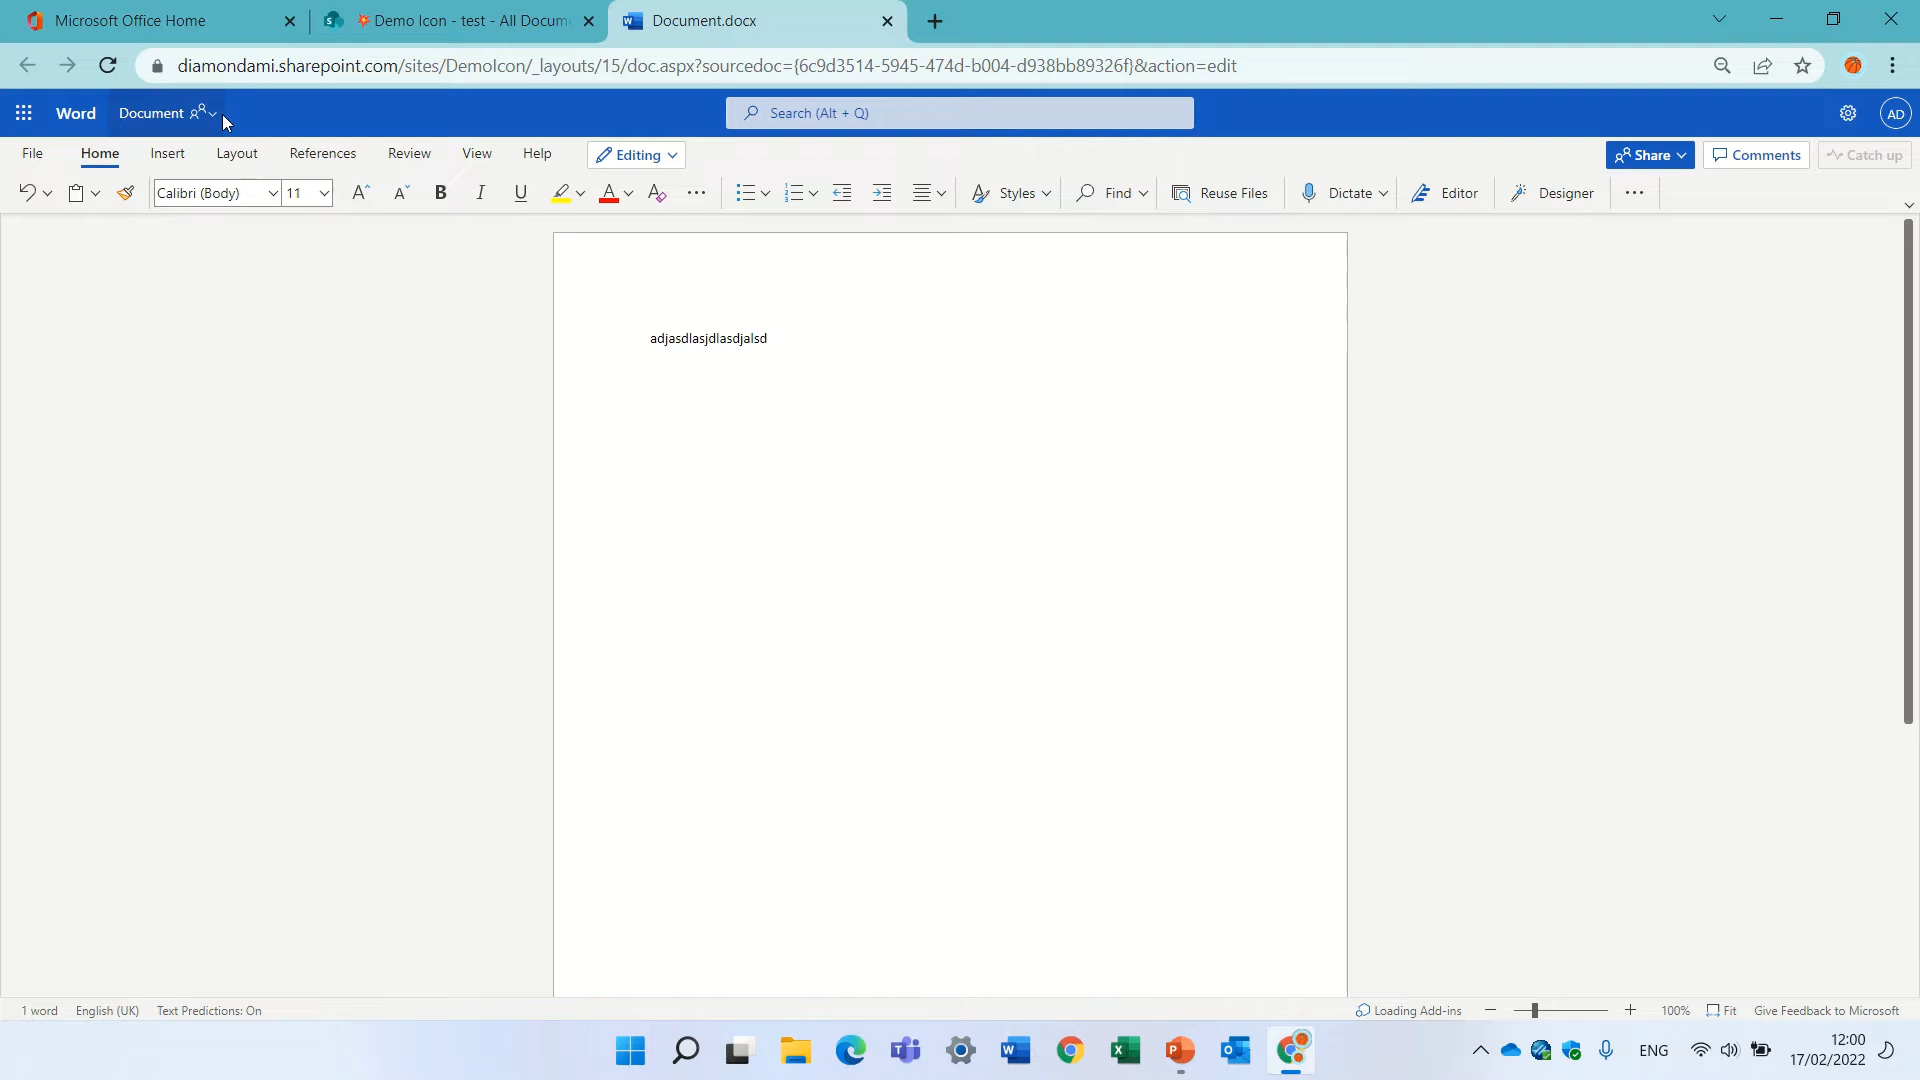 Microsoft Office Home
Demo Icon - test - All Docum
Document.docx
diamondami.sharepoint.com/sites/DemoIcon/_layouts/15/doc.aspx?sourcedoc={6c9d3514-5945-474d-b004-d938bb89326f}&action=edit
Word Document Search (Alt + Q) AD
File Home Insert Layout References Review View Help Editing Share Comments Catch up
Calibri (Body) 11 A A B I U A A Styles Find Reuse Files Dictate Editor Designer
adjasdlasjdlasdjalsd
1 word English (UK) Text Predictions: On Loading Add-ins 100% Fit Give Feedback to Microsoft
ENG 12:00
17/02/2022